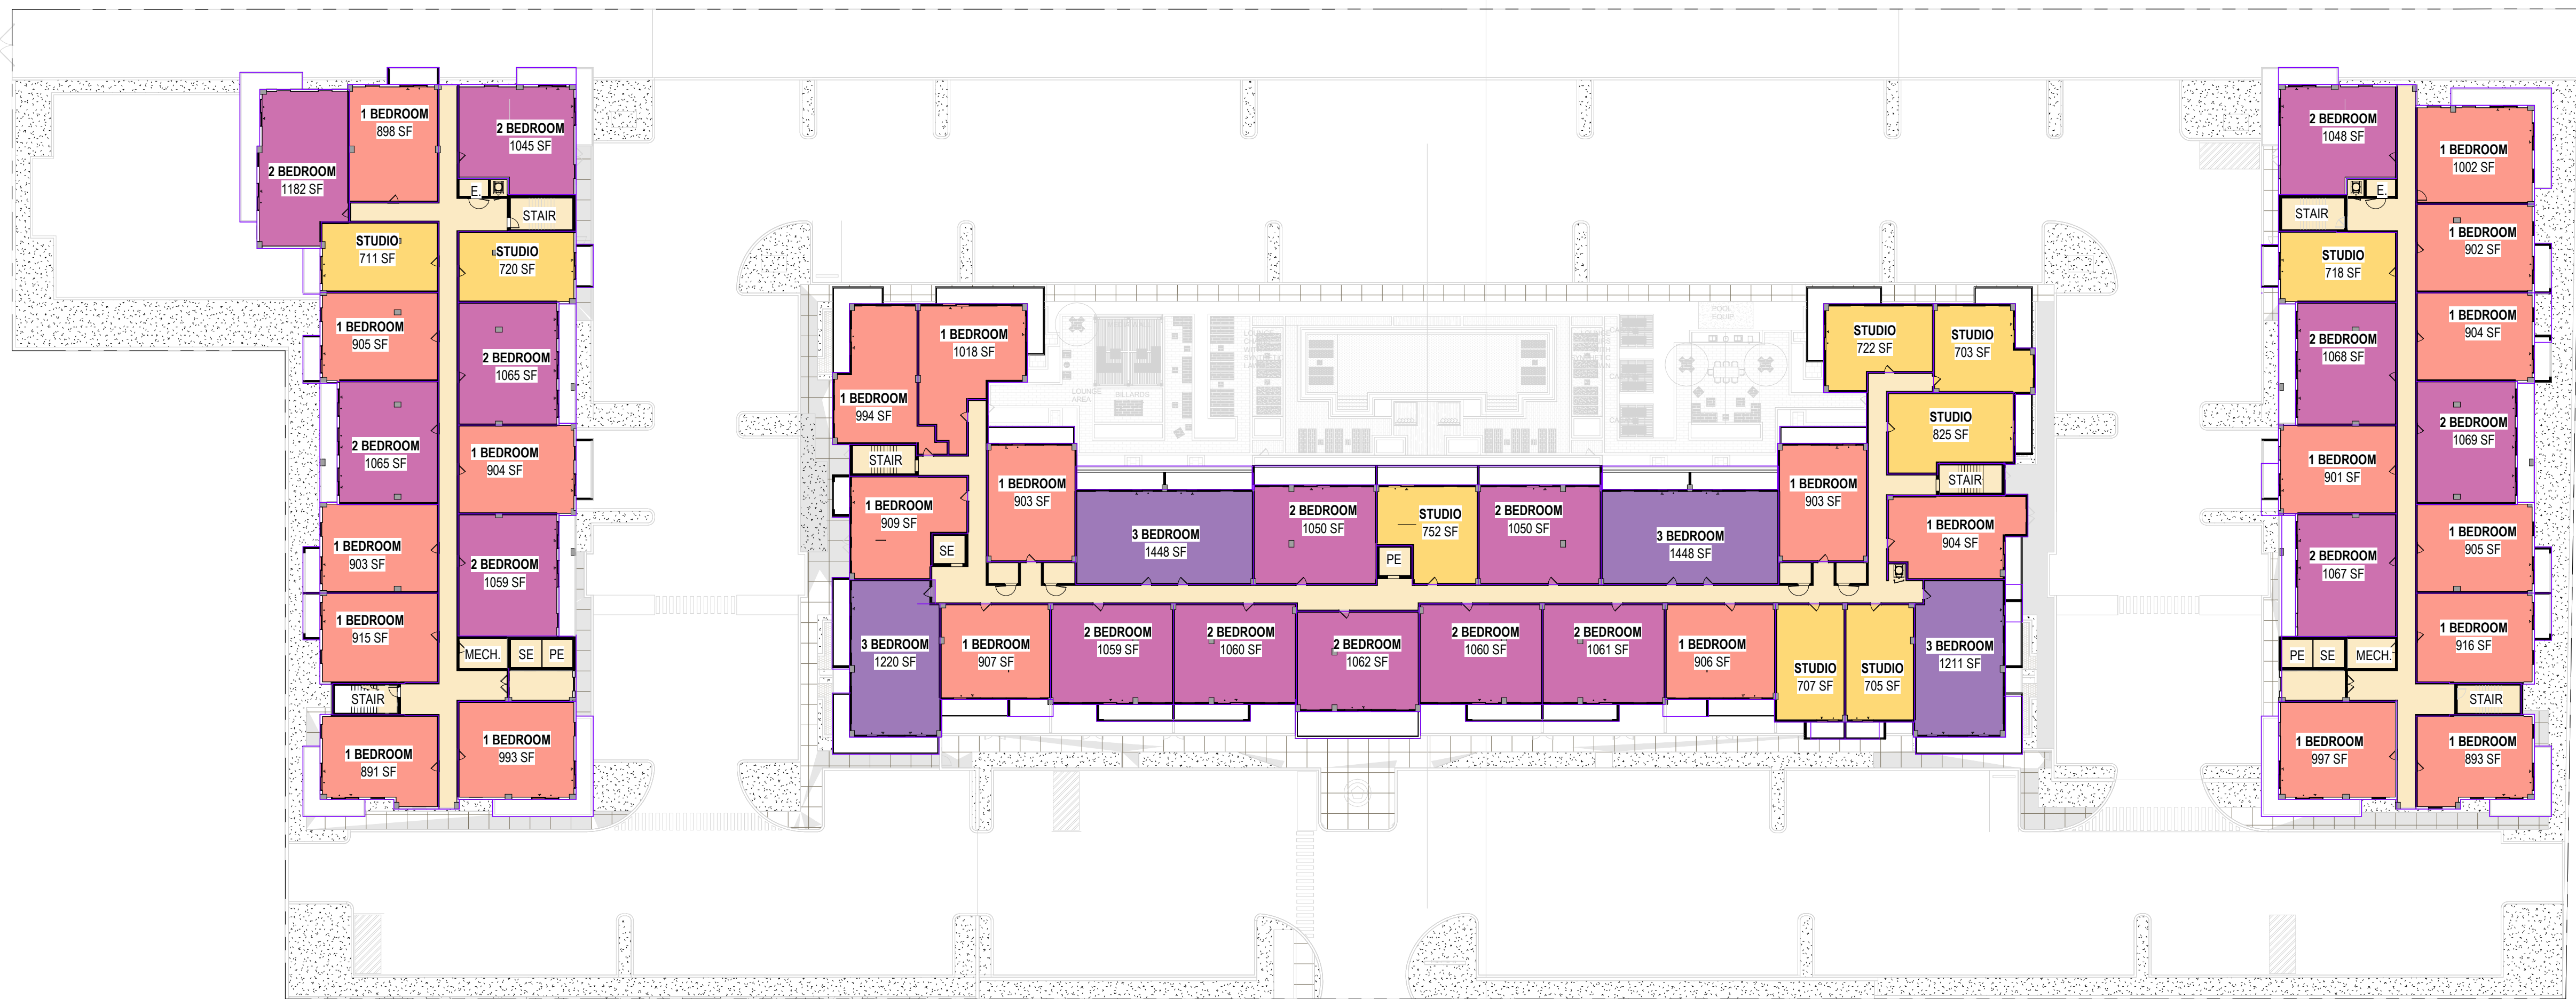 2 BEDROOM
1182 SF
1 BEDROOM
898 SF
2 BEDROOM
1045 SF
E.
STAIR
STUDIO
711 SF
STUDIO
720 SF
1 BEDROOM
905 SF
2 BEDROOM
1065 SF
2 BEDROOM
1065 SF
1 BEDROOM
904 SF
1 BEDROOM
903 SF
2 BEDROOM
1059 SF
1 BEDROOM
915 SF
MECH.
SE
PE
STAIR
1 BEDROOM
891 SF
1 BEDROOM
993 SF
1 BEDROOM
994 SF
1 BEDROOM
1018 SF
STAIR
1 BEDROOM
909 SF
SE
1 BEDROOM
903 SF
3 BEDROOM
1448 SF
2 BEDROOM
1050 SF
STUDIO
752 SF
PE
2 BEDROOM
1050 SF
3 BEDROOM
1448 SF
1 BEDROOM
903 SF
STUDIO
722 SF
STUDIO
703 SF
STUDIO
825 SF
STAIR
1 BEDROOM
904 SF
3 BEDROOM
1220 SF
1 BEDROOM
907 SF
2 BEDROOM
1059 SF
2 BEDROOM
1060 SF
2 BEDROOM
1062 SF
2 BEDROOM
1060 SF
2 BEDROOM
1061 SF
1 BEDROOM
906 SF
STUDIO
707 SF
STUDIO
705 SF
3 BEDROOM
1211 SF
LOUNGE
AREA
BILLARDS
POOL
EQUIP
2 BEDROOM
1048 SF
1 BEDROOM
1002 SF
E.
STAIR
1 BEDROOM
902 SF
STUDIO
718 SF
1 BEDROOM
904 SF
2 BEDROOM
1068 SF
2 BEDROOM
1069 SF
1 BEDROOM
901 SF
1 BEDROOM
905 SF
2 BEDROOM
1067 SF
1 BEDROOM
916 SF
PE
SE
MECH.
STAIR
1 BEDROOM
997 SF
1 BEDROOM
893 SF